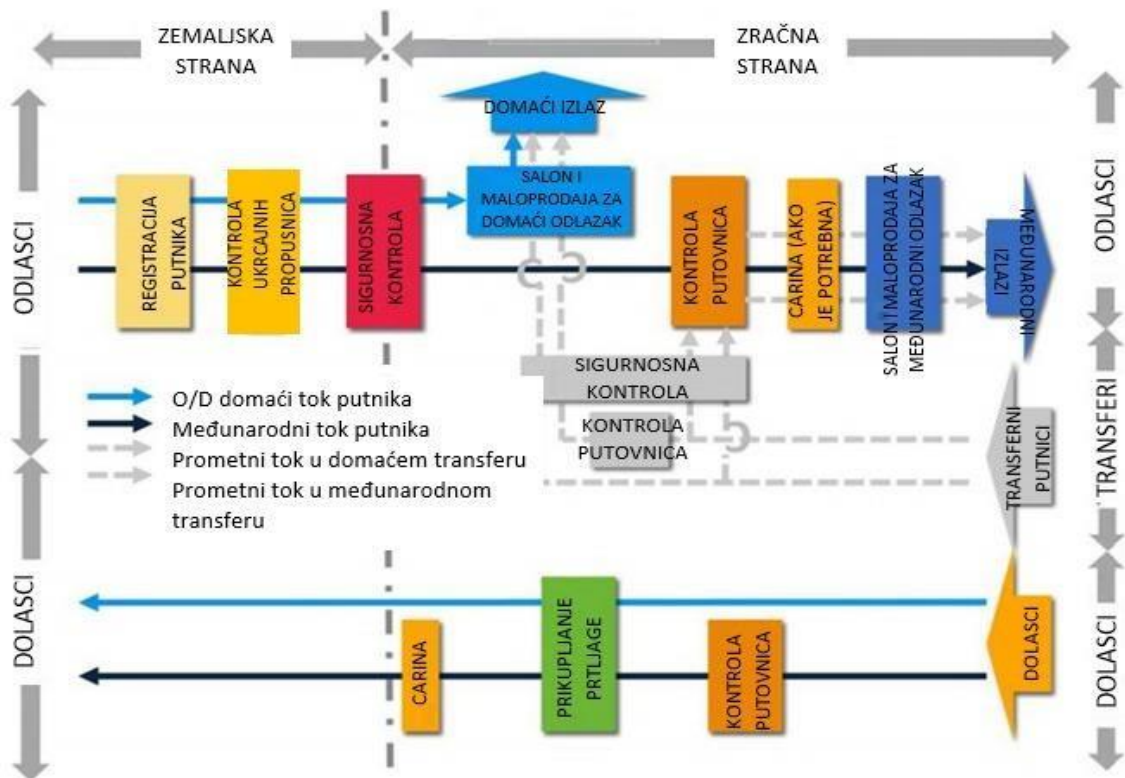 ZEMALJSKA
STRANA
ZRAČNA
STRANA
ODLASCI
DOLASCI
ODLASCI
TRANSFERI
DOLASCI
DOMAĆI IZLAZ
REGISTRACIJA
PUTNIKA
KONTROLA
UKRCAJNIH
PROPUSNICA
SIGURNOSNA
KONTROLA
SALON I
MALOPRODAJA ZA
DOMAĆI ODLAZAK
KONTROLA
PUTOVNICA
CARINA (AKO
JE POTREBNA)
SALON I MALOPRODAJA ZA
MEĐUNARODNI ODLAZAK
MEĐUNARODNI
IZLAZI
SIGURNOSNA
KONTROLA
KONTROLA
PUTOVNICA
TRANSFERNI
PUTNICI
O/D domaći tok putnika
Međunarodni tok putnika
Prometni tok u domaćem transferu
Prometni tok u međunarodnom
transferu
CARINA
PRIKUPLJANJE
PRTLJAGE
KONTROLA
PUTOVNICA
DOLASCI